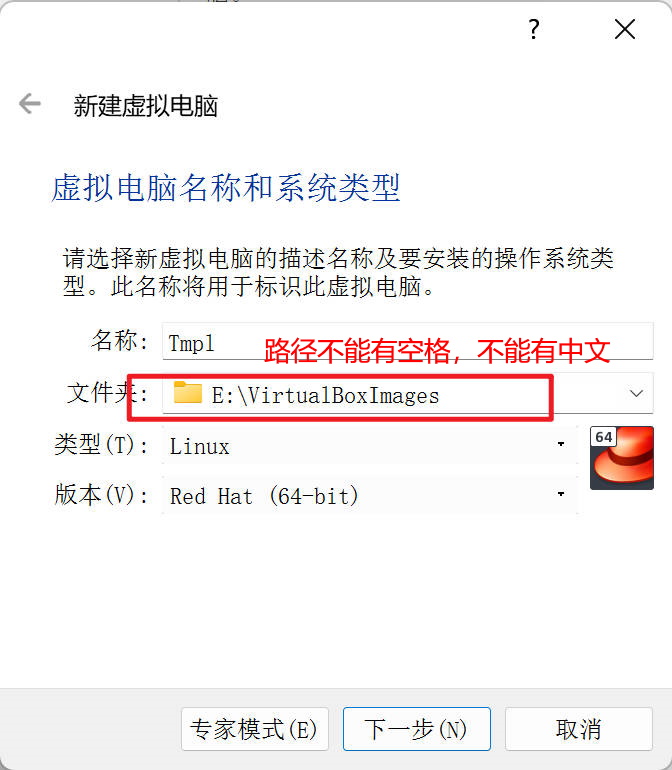 ?
新建虚拟电脑
虚拟电脑名称和系统类型
请选择新虚拟电脑的描述名称及要安装的操作系统类
型。此名称将用于标识此虚拟电脑。
名称: Tmpl
路径不能有空格，不能有中文
文件夹: E:\VirtualBoxImages
类型(T): Linux
64
版本(V): Red Hat (64-bit)
专家模式(E) 下一步(N) 取消